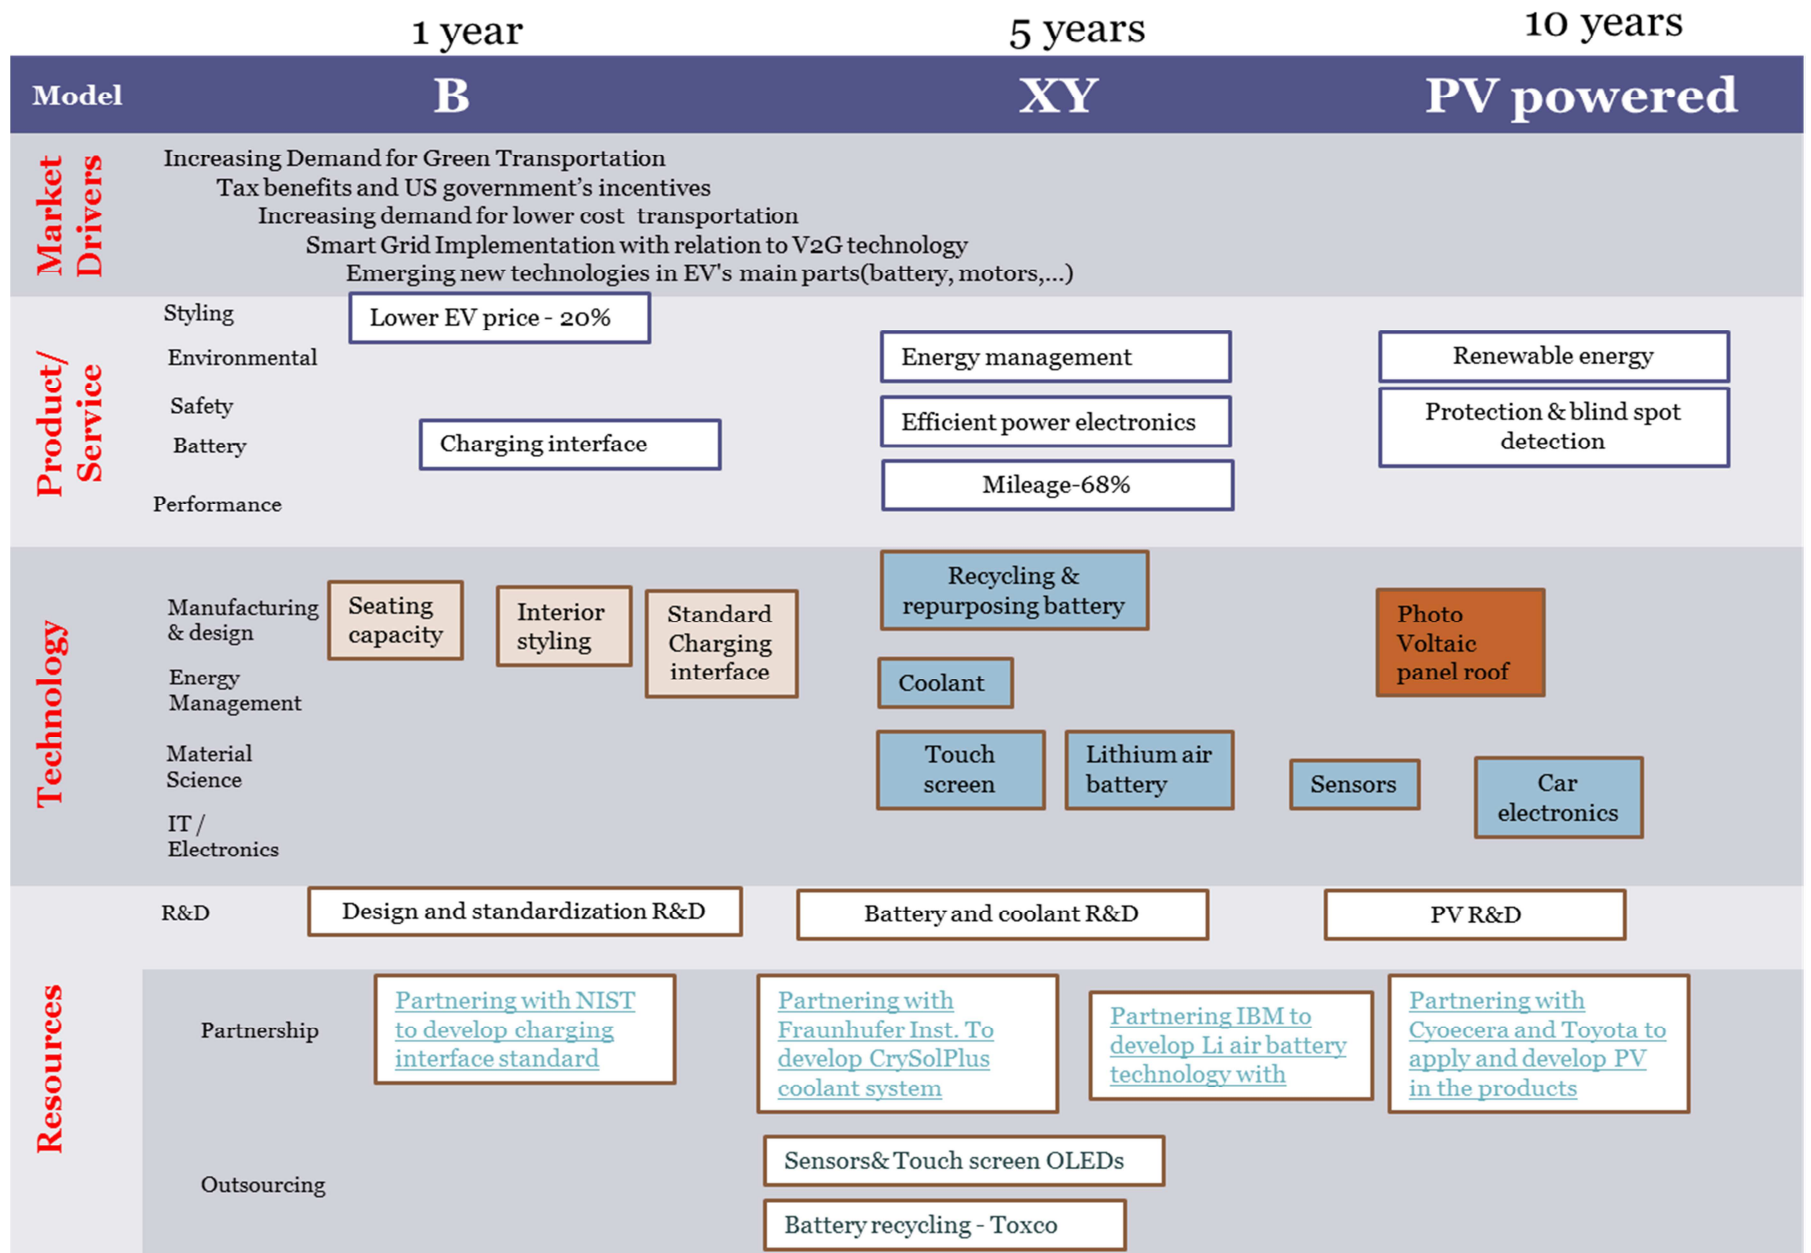 1 year
5 years
10 years
Model
B
XY
PV powered
Market
Drivers
Increasing Demand for Green Transportation
Tax benefits and US government's incentives
Increasing demand for lower cost transportation
Smart Grid Implementation with relation to V2G technology
Emerging new technologies in EV's main parts(battery, motors,...)
Product/
Service
Styling
Lower EV price - 20%
Environmental
Energy management
Renewable energy
Safety
Efficient power electronics
Protection & blind spot
detection
Battery
Charging interface
Mileage-68%
Performance
Technology
Manufacturing
& design
Seating
capacity
Interior
styling
Standard
Charging
interface
Recycling &
repurposing battery
Photo
Voltaic
panel roof
Energy
Management
Coolant
Material
Science
Touch
screen
Lithium air
battery
Sensors
Car
electronics
IT /
Electronics
Resources
R&D
Design and standardization R&D
Battery and coolant R&D
PV R&D
Partnership
Partnering with NIST
to develop charging
interface standard
Partnering with
Fraunhufer Inst. To
develop CrySolPlus
coolant system
Partnering IBM to
develop Li air battery
technology with
Partnering with
Cyoecera and Toyota to
apply and develop PV
in the products
Outsourcing
Sensors& Touch screen OLEDs
Battery recycling - Toxco